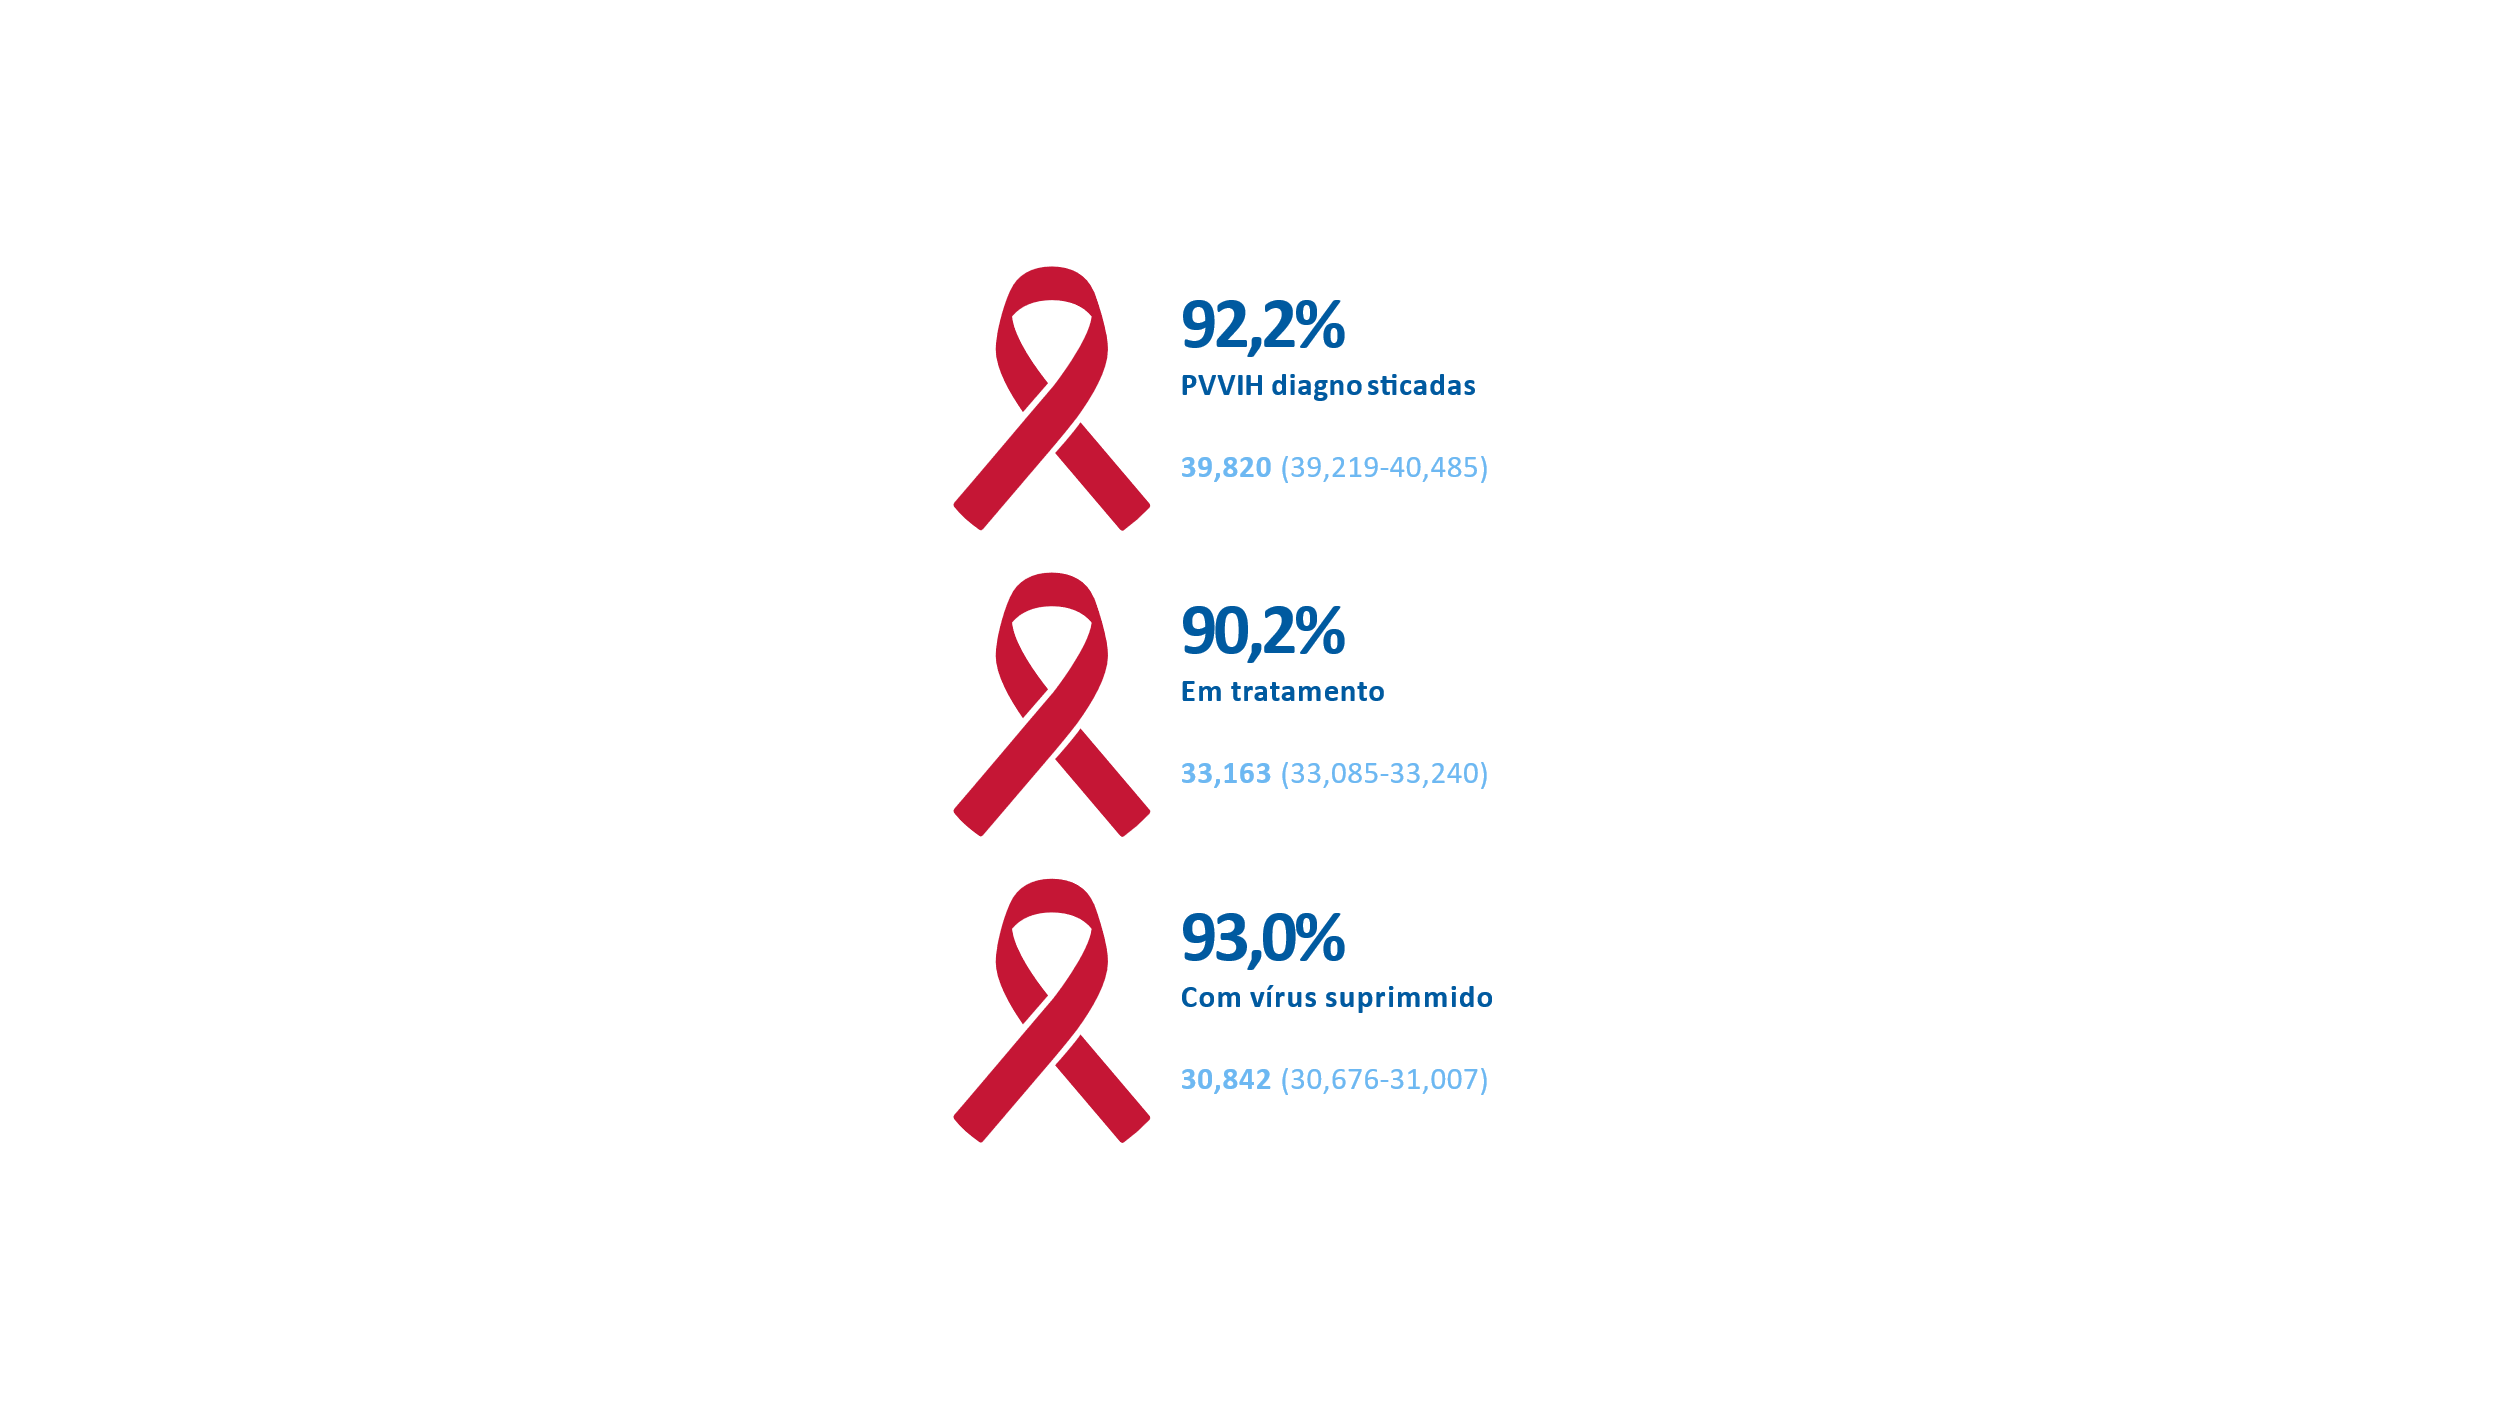 92,2%
PVVIH diagnosticadas
39,820 (39,219-40,485)
90,2%
Em tratamento
33,163 (33,085-33,240)
93,0%
Com vírus suprimmido
30,842 (30,676-31,007)